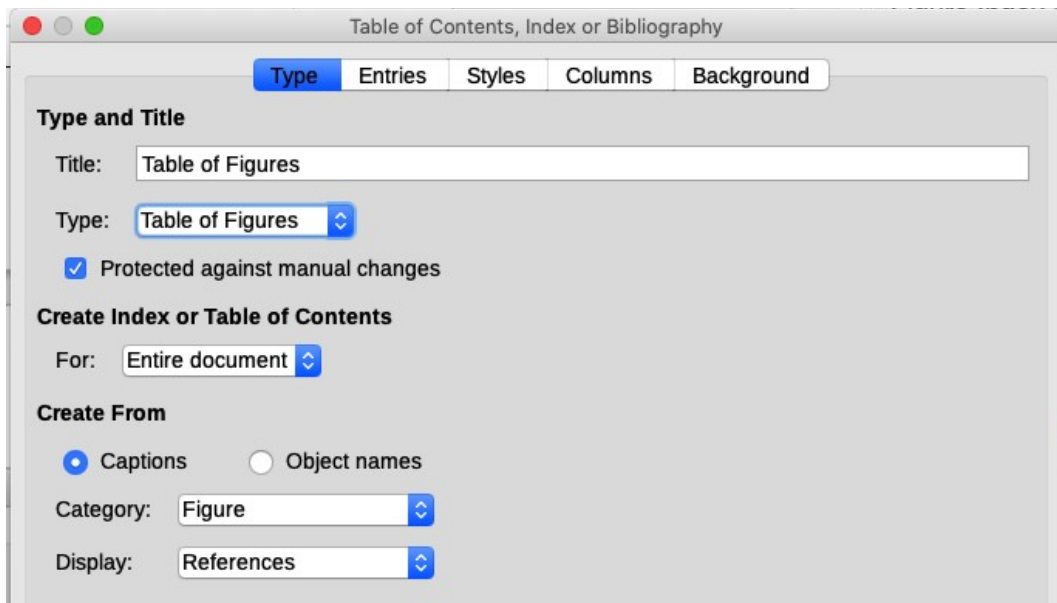 Table of Contents, Index or Bibliography
Type Entries Styles Columns Background
Type and Title
Title: Table of Figures
Type: Table of Figures
Protected against manual changes
Create Index or Table of Contents
For: Entire document
Create From
Captions Object names
Category: Figure
Display: References